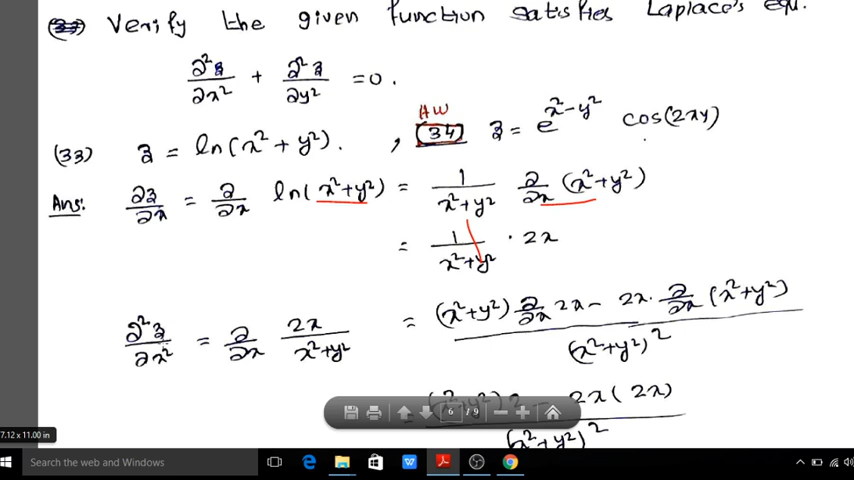 (33) Verify the given function satisfies Laplace's equ.
∂²z/∂x² + ∂²z/∂y² = 0.
HW
(33) z = ln(x² + y²). , (34) z = e^(x²−y²) cos(2xy)
Ans: ∂z/∂x = ∂/∂x ln(x²+y²) = 1/(x²+y²) ∂/∂x (x²+y²)
= 1/(x²+y²) · 2x
∂²z/∂x² = ∂/∂x 2x/(x²+y²) = ((x²+y²) ∂/∂x 2x − 2x · ∂/∂x (x²+y²))/(x²+y²)²
2x(2x)
(x²+y²)²
6 / 9
7.12 x 11.00 in
Search the web and Windows